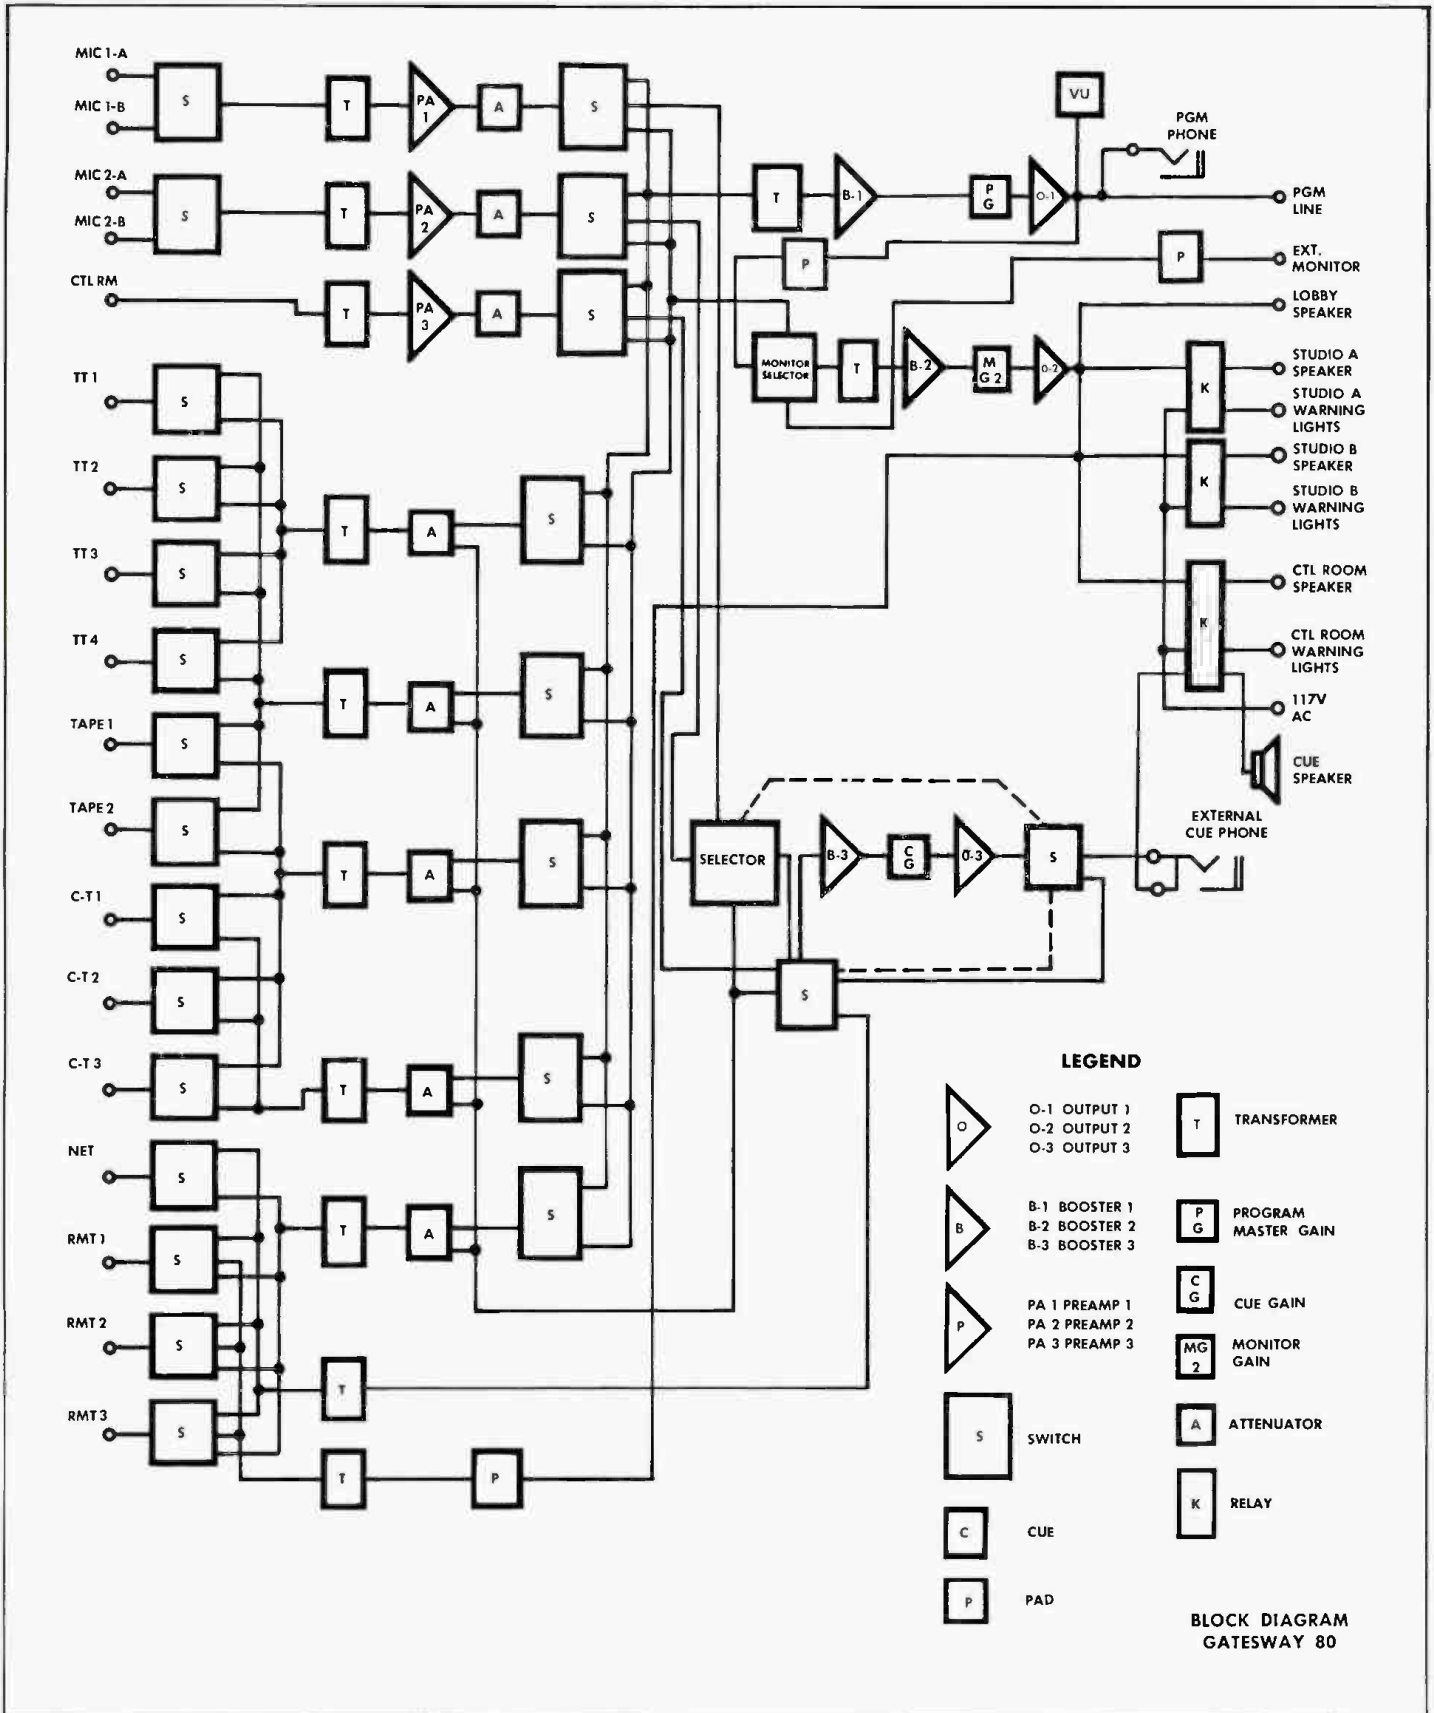 MIC 1-A
S
MIC 1-B
T
PA
1
A
S
VU
PGM
PHONE
MIC 2-A
S
MIC 2-B
T
PA
2
A
S
T
B-1
P
G
O-1
PGM
LINE
P
P
EXT.
MONITOR
CTL RM
T
PA
3
A
S
LOBBY
SPEAKER
MONITOR
SELECTOR
T
B-2
M
G 2
O-2
K
STUDIO A
SPEAKER
STUDIO A
WARNING
LIGHTS
TT 1
S
K
STUDIO B
SPEAKER
STUDIO B
WARNING
LIGHTS
TT 2
S
T
A
S
TT 3
S
K
CTL ROOM
SPEAKER
CTL ROOM
WARNING
LIGHTS
117V
AC
TT 4
S
T
A
S
TAPE 1
S
CUE
SPEAKER
TAPE 2
S
T
A
S
SELECTOR
B-3
C
G
O-3
S
EXTERNAL
CUE PHONE
C-T 1
S
C-T 2
S
S
C-T 3
S
T
A
S
NET
S
RMT 1
S
T
A
S
RMT 2
S
T
RMT 3
S
T
P
LEGEND
O
O-1 OUTPUT 1
O-2 OUTPUT 2
O-3 OUTPUT 3
T
TRANSFORMER
B
B-1 BOOSTER 1
B-2 BOOSTER 2
B-3 BOOSTER 3
P
G
PROGRAM
MASTER GAIN
C
G
CUE GAIN
P
PA 1 PREAMP 1
PA 2 PREAMP 2
PA 3 PREAMP 3
MG
2
MONITOR
GAIN
S
SWITCH
A
ATTENUATOR
K
RELAY
C
CUE
P
PAD
BLOCK DIAGRAM
GATESWAY 80